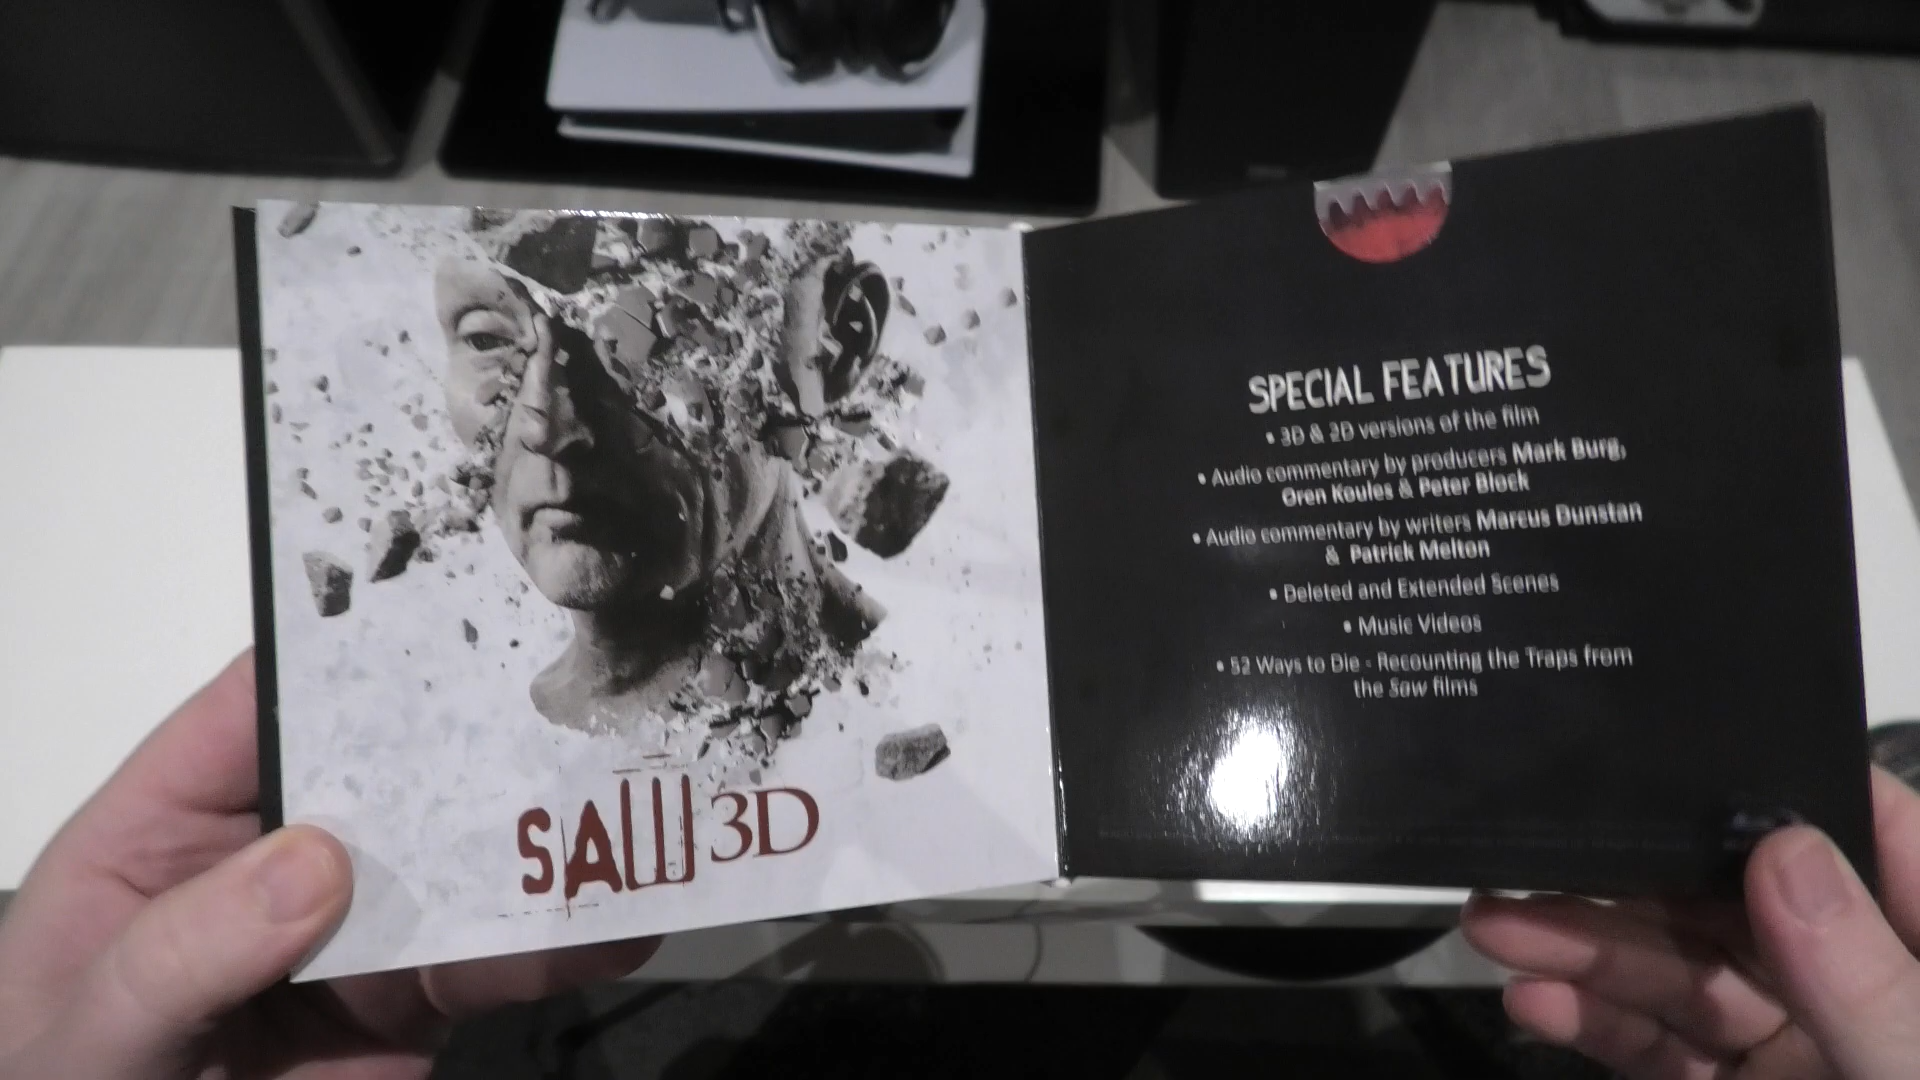 SAW 3D
SPECIAL FEATURES
• 3D & 2D versions of the film
• Audio commentary by producers Mark Burg,
Oren Koules & Peter Block
• Audio commentary by writers Marcus Dunstan
& Patrick Melton
• Deleted and Extended Scenes
• Music Videos
• 52 Ways to Die - Recounting the Traps from
the Saw films